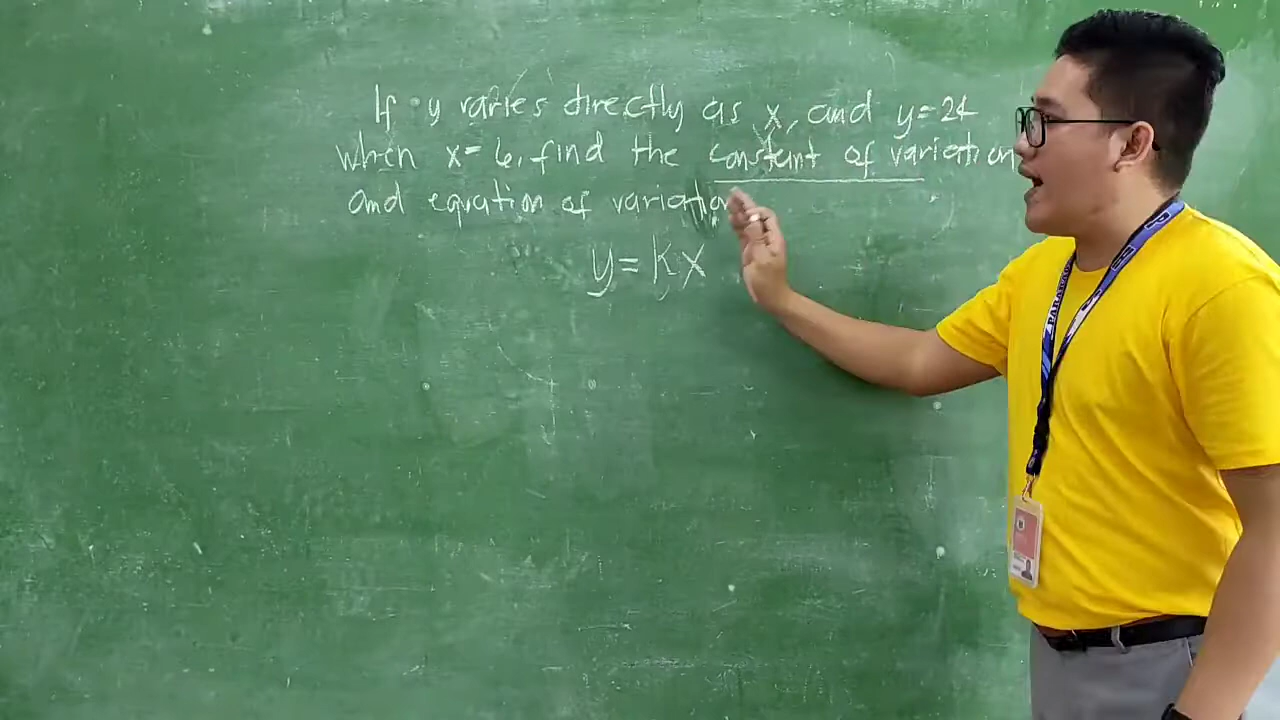 If y varies directly as x, and y=24
when x=6, find the constant of variation
and equation of variation
y=kx